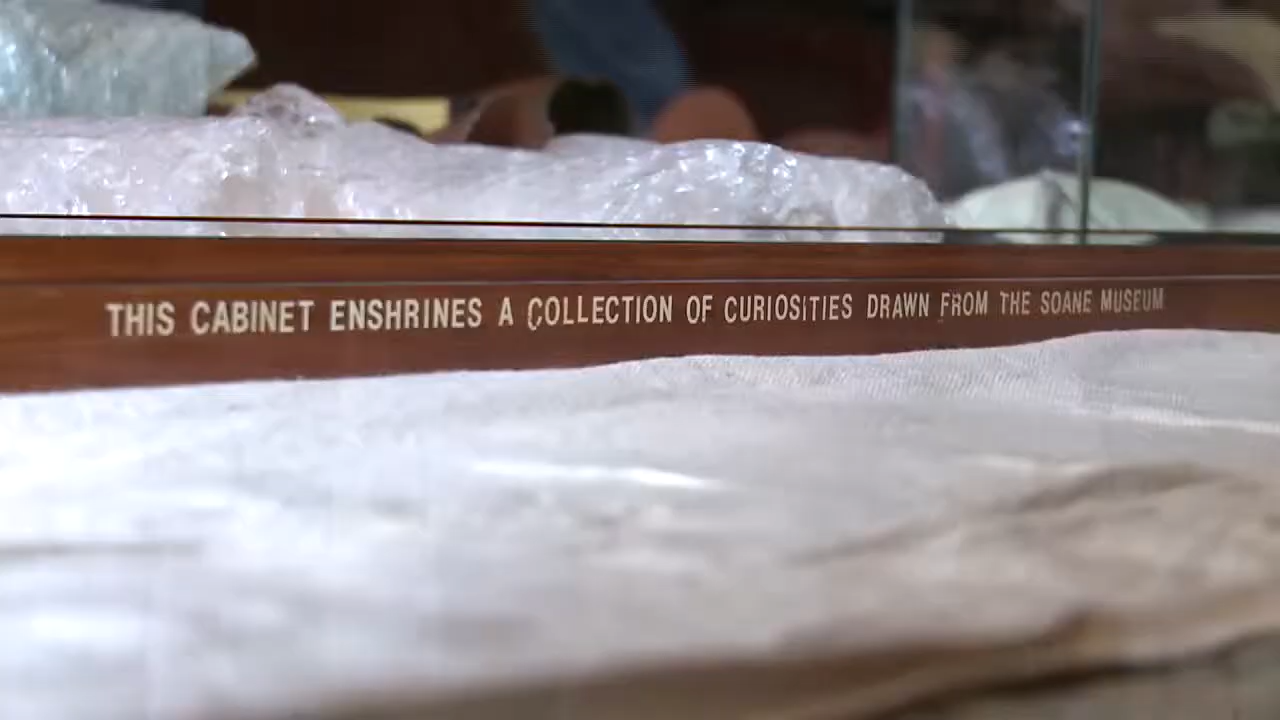 THIS CABINET ENSHRINES A COLLECTION OF CURIOSITIES DRAWN FROM THE SOANE MUSEUM